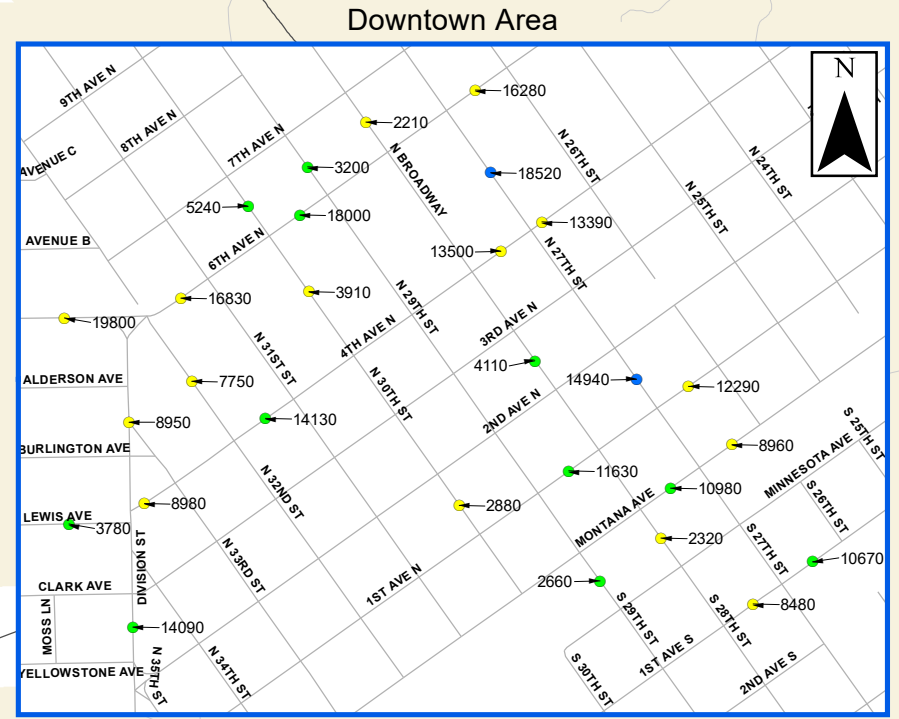 Downtown Area
N
9TH AVE N
16280
8TH AVE N
2210
7TH AVE N
N 26TH ST
N 24TH ST
AVENUE C
3200
N BROADWAY
18520
N 25TH ST
5240
18000
13390
AVENUE B
6TH AVE N
13500
N 27TH ST
16830
3910
N 29TH ST
19800
4TH AVE N
3RD AVE N
N 31ST ST
4110
ALDERSON AVE
7750
N 30TH ST
14940
12290
2ND AVE N
8950
14130
S 25TH ST
BURLINGTON AVE
8960
MINNESOTA AVE
11630
10980
N 32ND ST
8980
2880
MONTANA AVE
S 26TH ST
LEWIS AVE
3780
2320
S 27TH ST
DIVISION ST
N 33RD ST
10670
CLARK AVE
1ST AVE N
2660
8480
MOSS LN
14090
S 29TH ST
S 28TH ST
YELLOWSTONE AVE
N 35TH ST
N 34TH ST
S 30TH ST
1ST AVE S
2ND AVE S